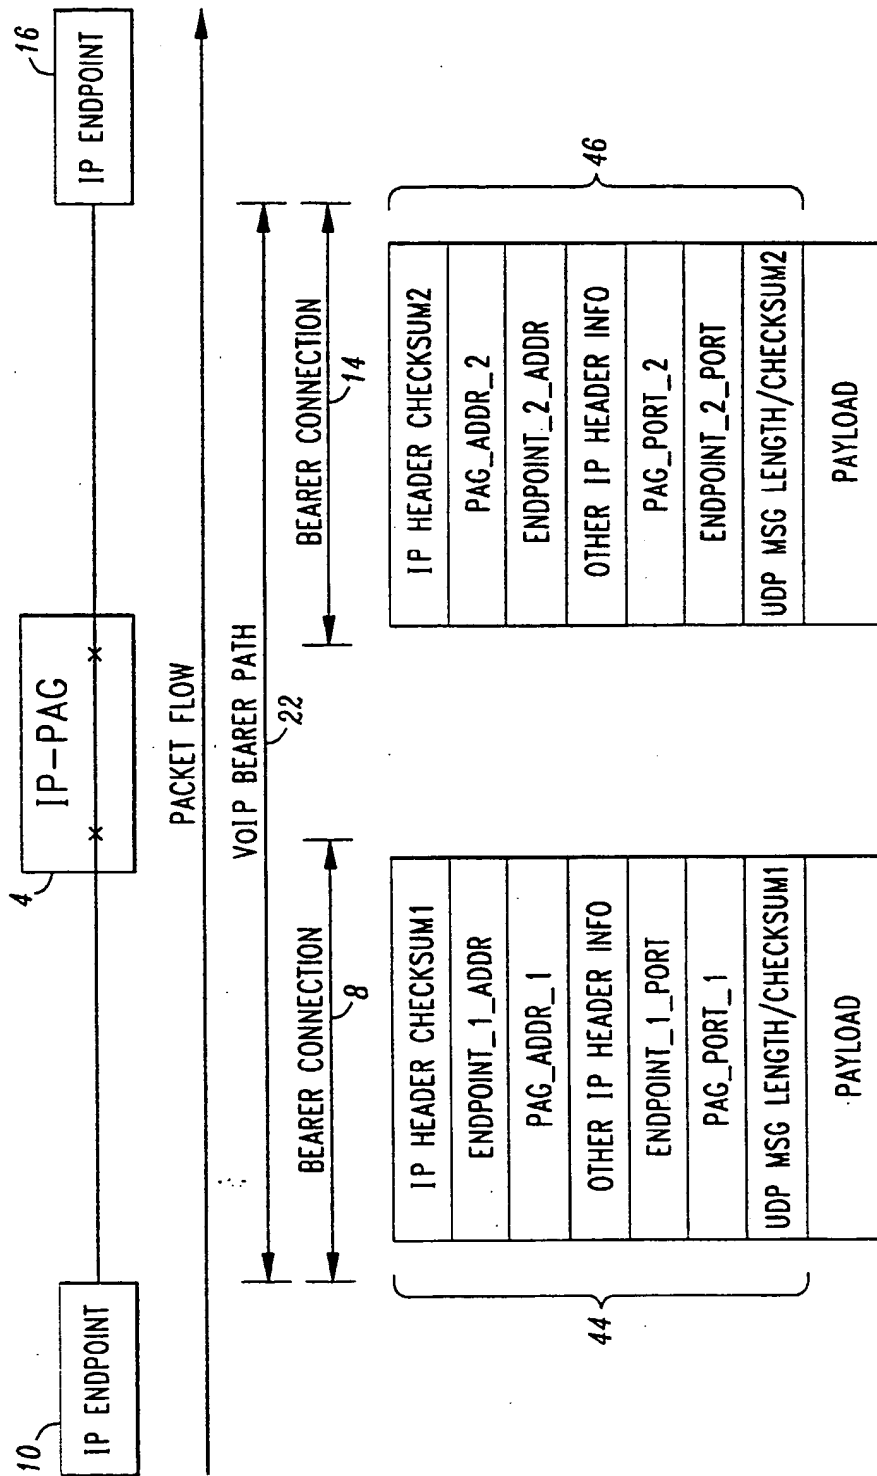 10
IP ENDPOINT
4
IP-PAG
16
IP ENDPOINT
PACKET FLOW
VOIP BEARER PATH
22
BEARER CONNECTION
8
BEARER CONNECTION
14
44
IP HEADER CHECKSUM1
ENDPOINT_1_ADDR
PAG_ADDR_1
OTHER IP HEADER INFO
ENDPOINT_1_PORT
PAG_PORT_1
UDP MSG LENGTH/CHECKSUM1
PAYLOAD
46
IP HEADER CHECKSUM2
PAG_ADDR_2
ENDPOINT_2_ADDR
OTHER IP HEADER INFO
PAG_PORT_2
ENDPOINT_2_PORT
UDP MSG LENGTH/CHECKSUM2
PAYLOAD